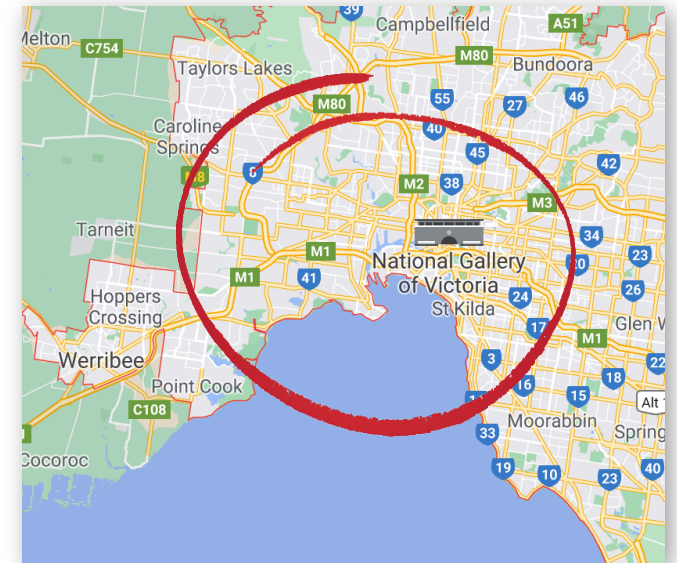 39
Campbellfield
A51
Melton
C754
M80
Taylors Lakes
Bundoora
M80
55
27
46
Caroline
Springs
40
45
8
42
M8
M2
38
M3
Tarneit
34
M1
National Gallery
of Victoria
20
23
M1
41
26
Hoppers
Crossing
24
St Kilda
17
Glen W
M1
Werribee
3
22
18
Point Cook
16
15
Alt 1
C108
Moorabbin
33
Spring
Cocoroc
19
10
23
40